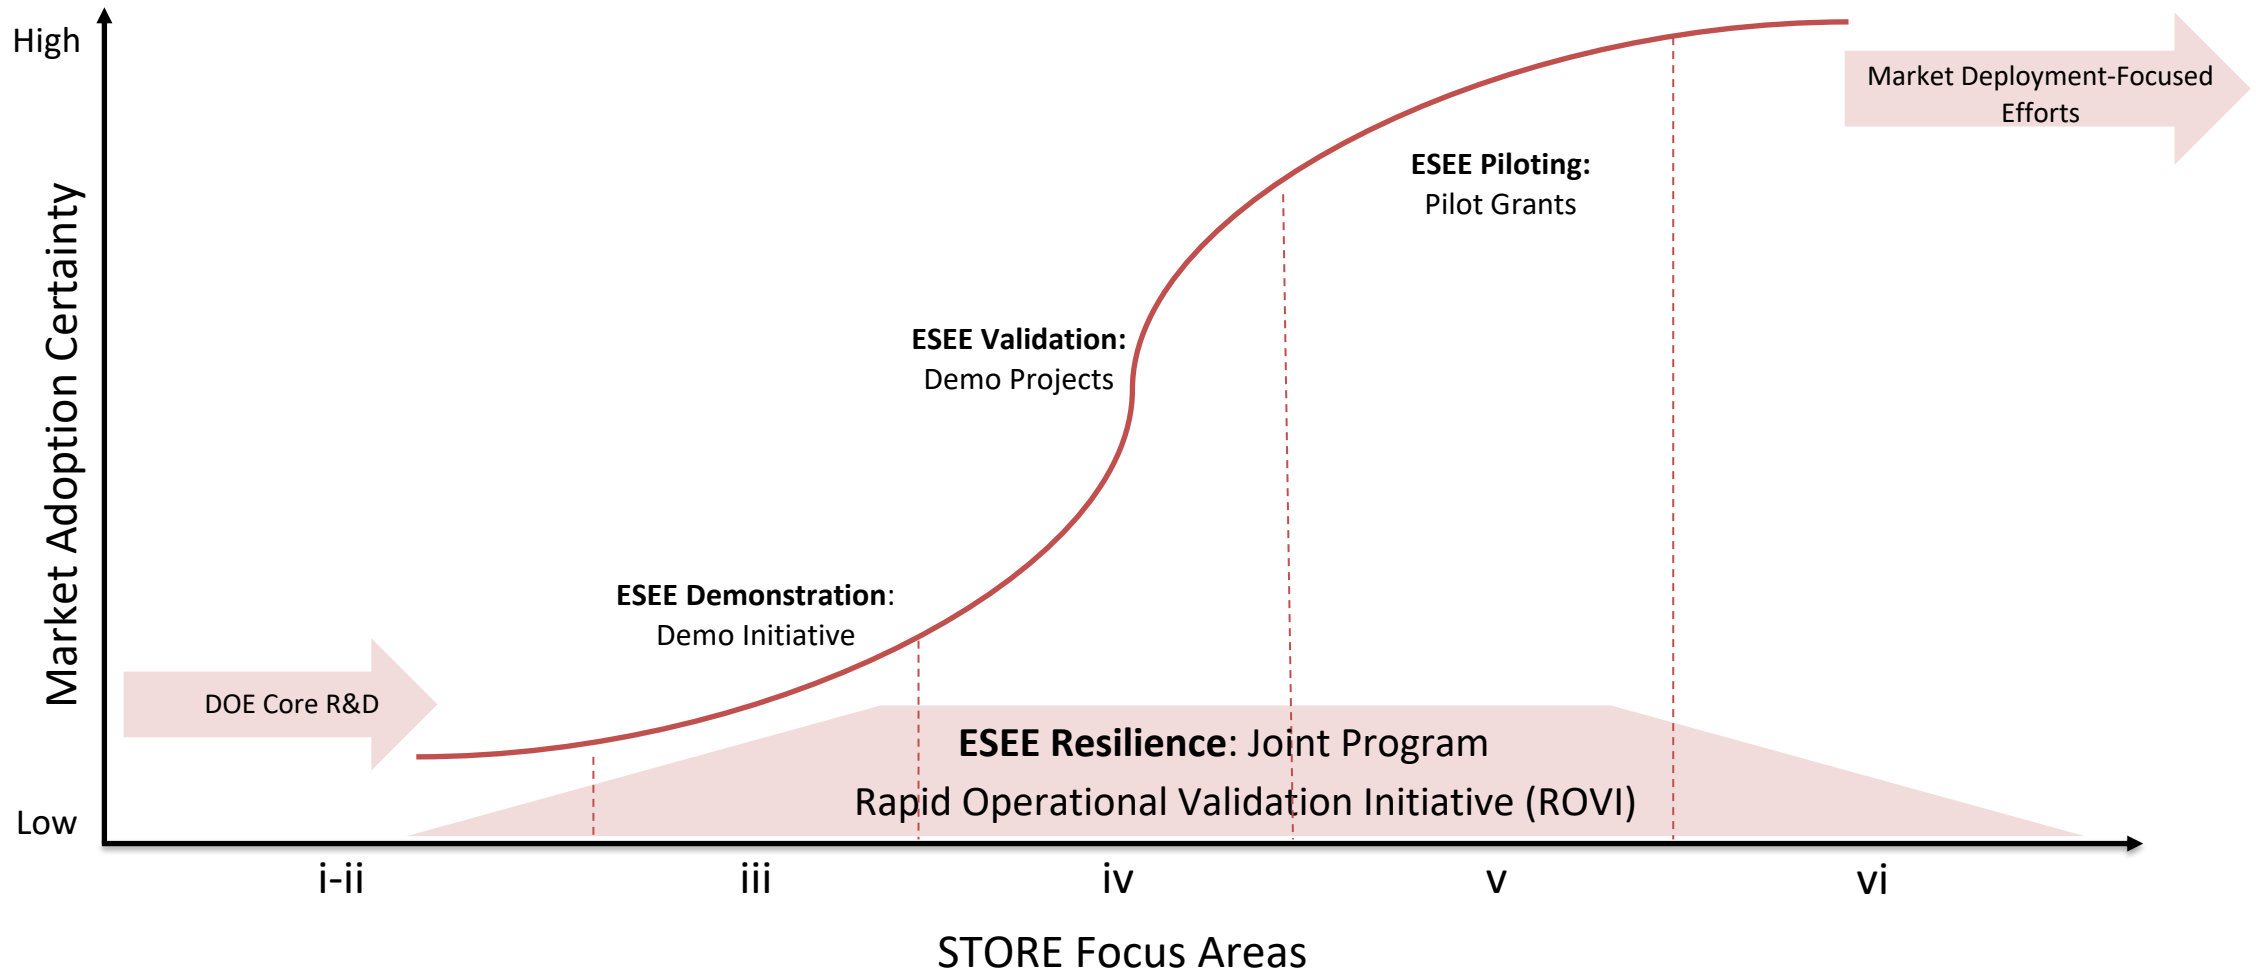 High
Market Deployment-Focused
Efforts
ESEE Piloting:
Pilot Grants
Market Adoption Certainty
ESEE Validation:
Demo Projects
ESEE Demonstration:
Demo Initiative
DOE Core R&D
ESEE Resilience: Joint Program
Rapid Operational Validation Initiative (ROVI)
Low
i-ii iii iv v vi
STORE Focus Areas